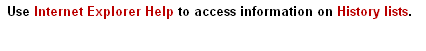 Use Internet Explorer Help to access information on History lists.